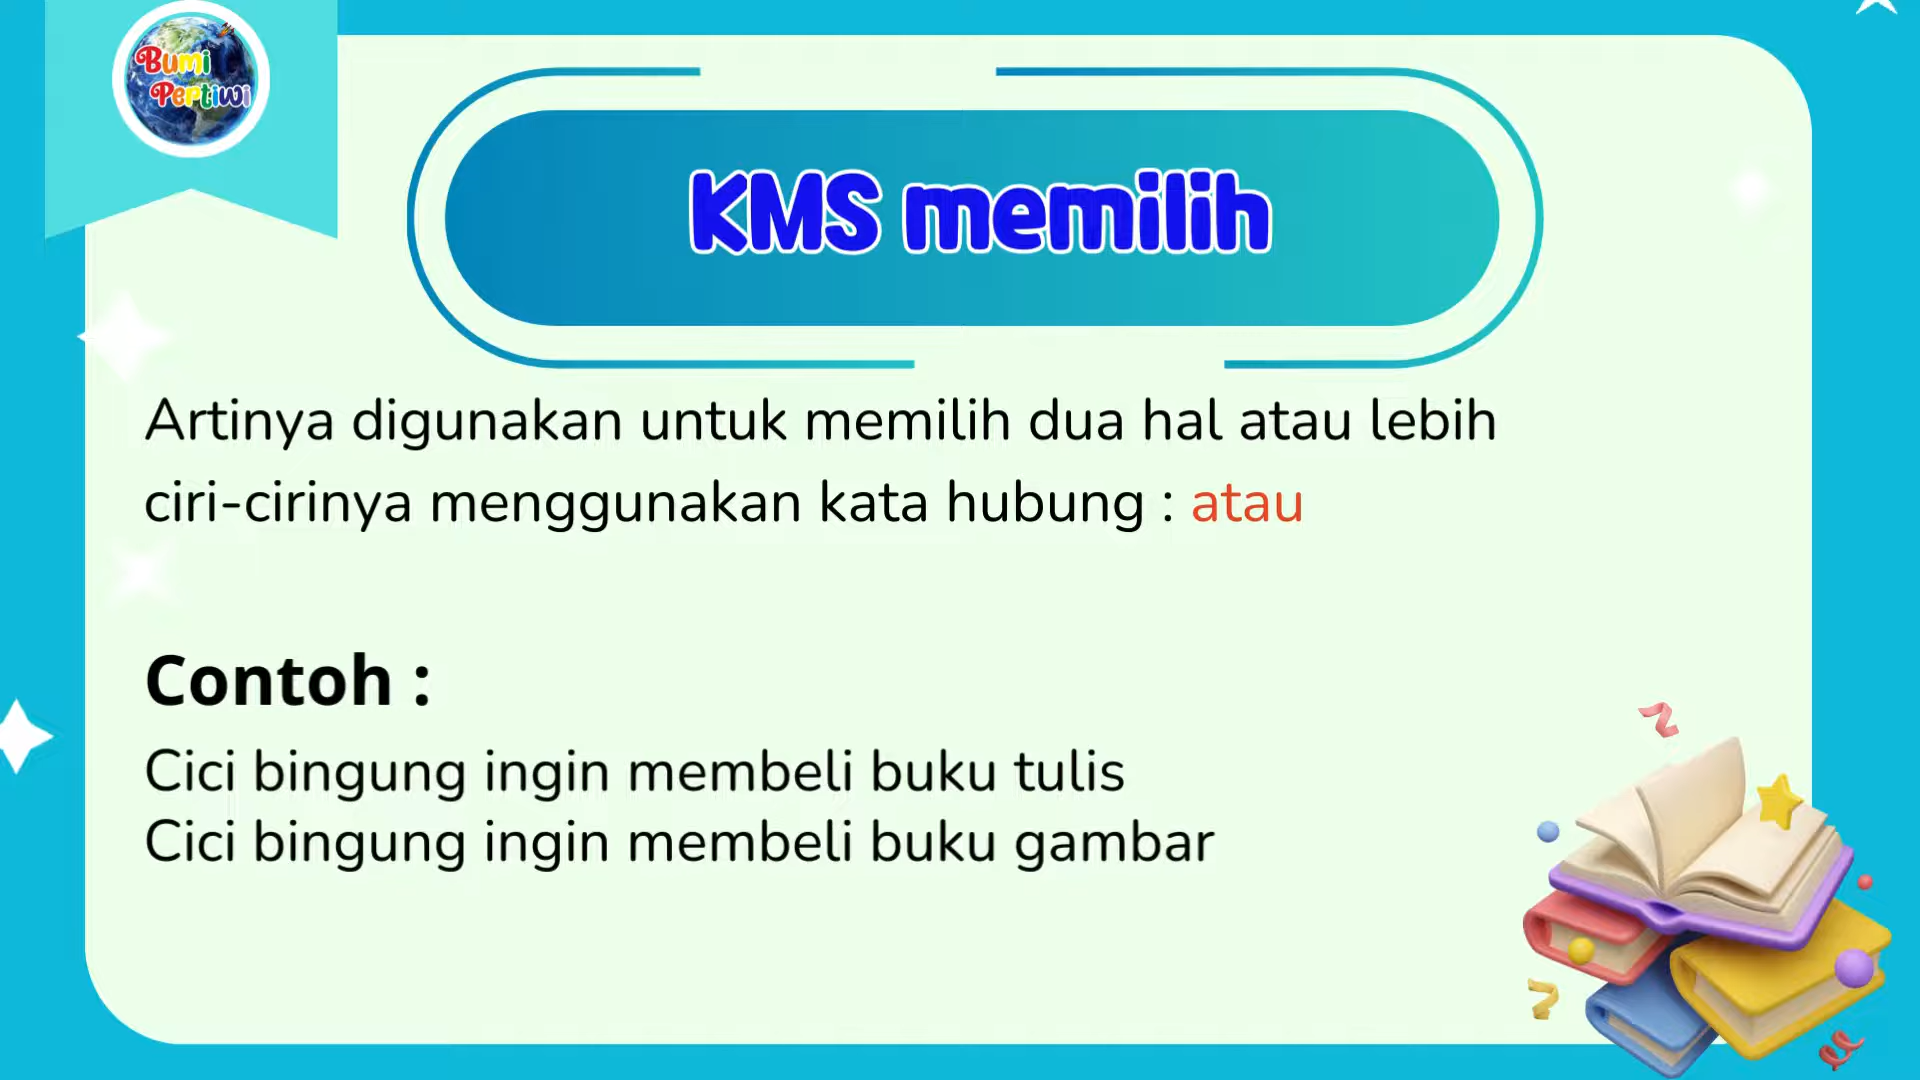 Bumi
Pertiwi
KMS memilih
Artinya digunakan untuk memilih dua hal atau lebih
ciri-cirinya menggunakan kata hubung : atau
Contoh :
Cici bingung ingin membeli buku tulis
Cici bingung ingin membeli buku gambar